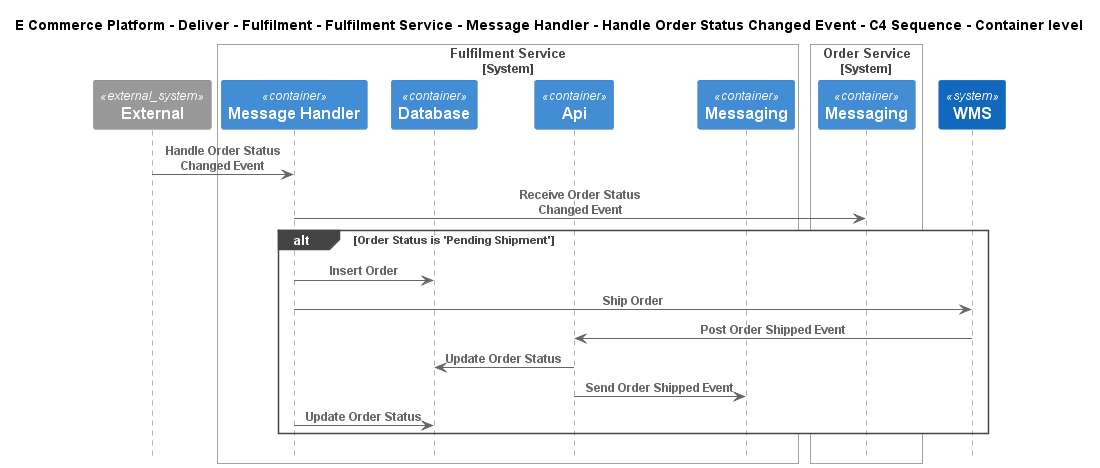 E Commerce Platform - Deliver - Fulfilment - Fulfilment Service - Message Handler - Handle Order Status Changed Event - C4 Sequence - Container level
Fulfilment Service
[System]
Order Service
[System]
«external_system»
External
«container»
Message Handler
«container»
Database
«container»
Api
«container»
Messaging
«container»
Messaging
«system»
WMS
Handle Order Status
Changed Event
Receive Order Status
Changed Event
alt
[Order Status is 'Pending Shipment']
Insert Order
Ship Order
Post Order Shipped Event
Update Order Status
Send Order Shipped Event
Update Order Status